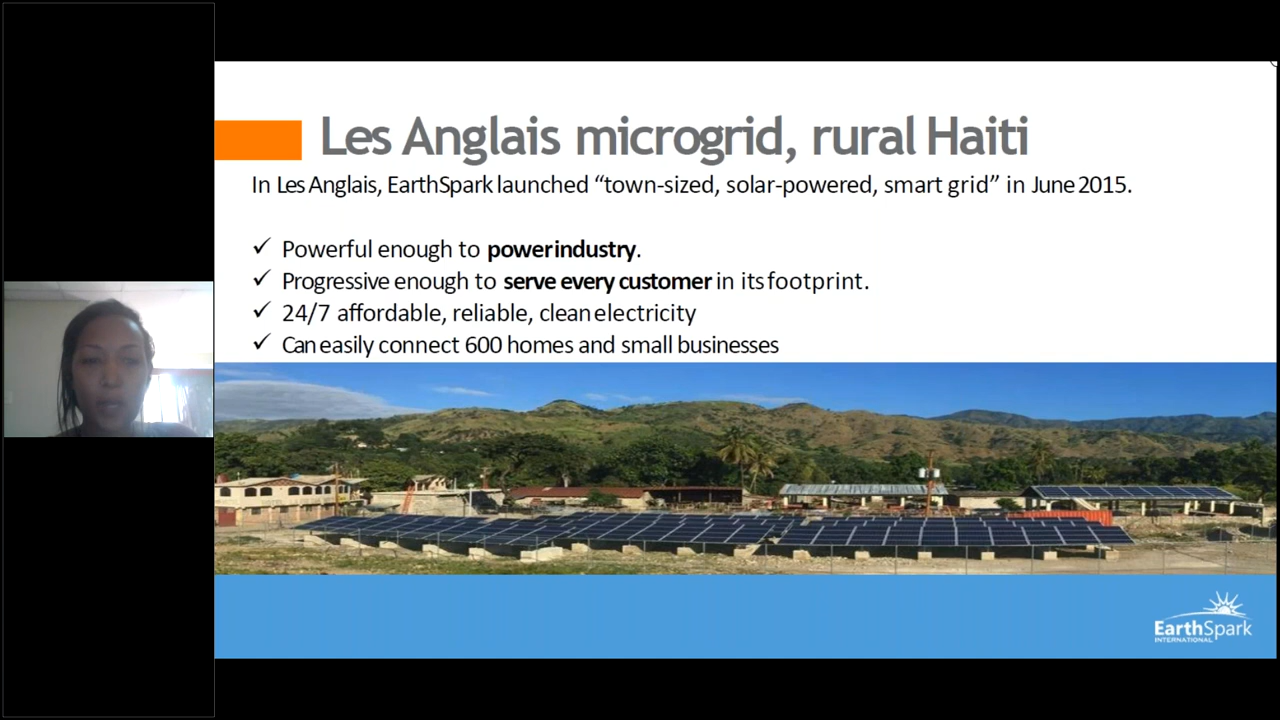 Les Anglais microgrid, rural Haiti
In Les Anglais, EarthSpark launched “town-sized, solar-powered, smart grid” in June 2015.
✓ Powerful enough to power industry.
✓ Progressive enough to serve every customer in its footprint.
✓ 24/7 affordable, reliable, clean electricity
✓ Can easily connect 600 homes and small businesses
EarthSpark
INTERNATIONAL